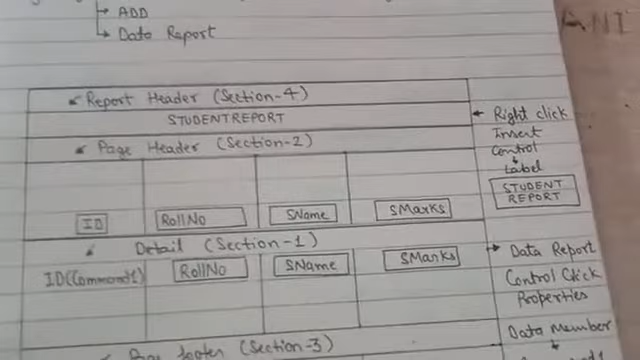 ADD
Data Report
Report Header (Section-4)
STUDENTREPORT
Right click
Insert
Control
Label
STUDENT
REPORT
Page Header (Section-2)
ID
RollNo
SName
SMarks
Detail (Section-1)
ID(Command1)
RollNo
SName
SMarks
Data Report
Control Click
Properties
Data Member
footer (Section-3)